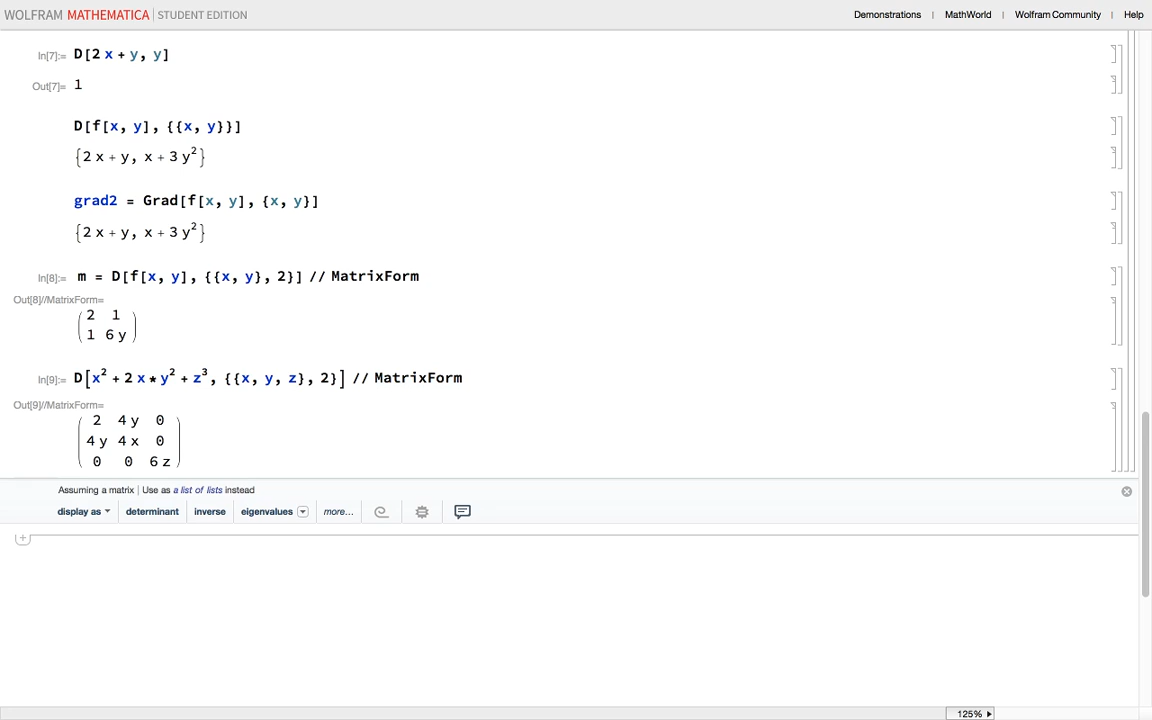 WOLFRAM MATHEMATICA | STUDENT EDITION Demonstrations | MathWorld | Wolfram Community | Help
In[7]:= D[2 x + y, y]
Out[7]= 1
D[f[x, y], {{x, y}}]
{2 x + y, x + 3 y²}
grad2 = Grad[f[x, y], {x, y}]
{2 x + y, x + 3 y²}
In[8]:= m = D[f[x, y], {{x, y}, 2}] // MatrixForm
Out[8]//MatrixForm=
2 1
1 6 y
In[9]:= D[x² + 2 x * y² + z³, {{x, y, z}, 2}] // MatrixForm
Out[9]//MatrixForm=
2 4 y 0
4 y 4 x 0
0 0 6 z
Assuming a matrix | Use as a list of lists instead
display as determinant inverse eigenvalues more...
125%